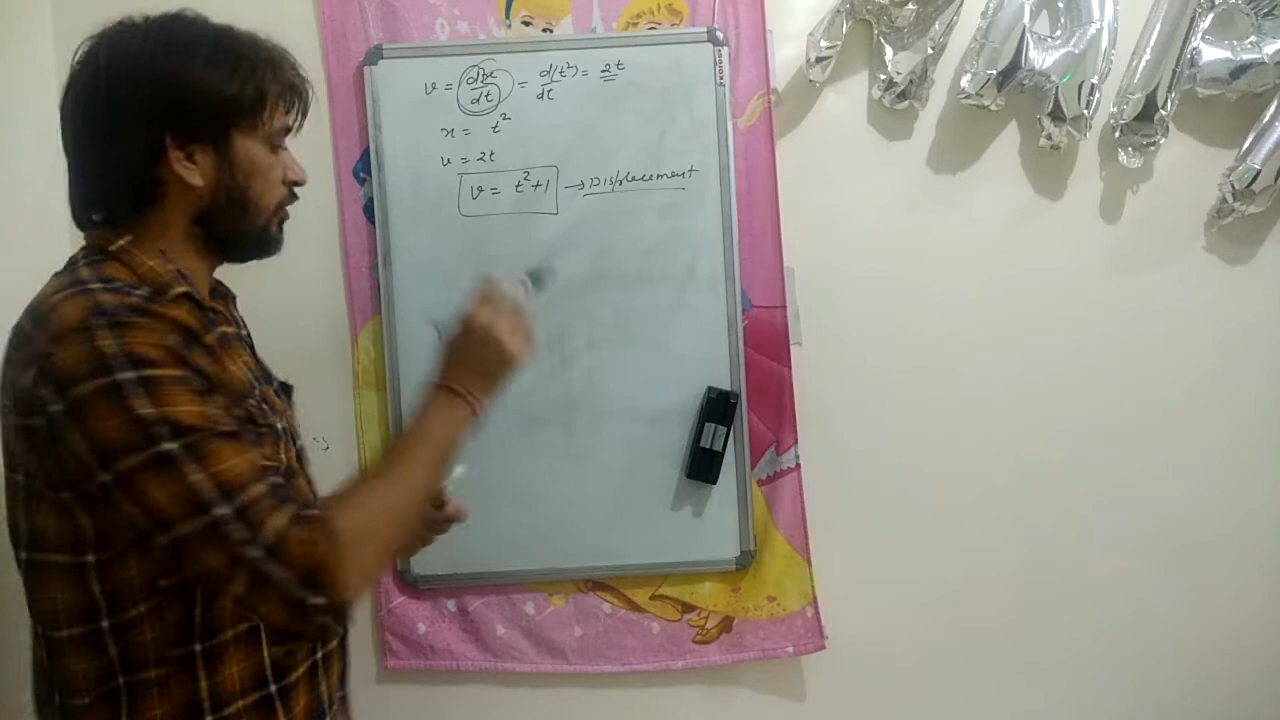 v = dx/dt = d(t²)/dt = 2t
x = t²
v = 2t
v = t²+1 → Displacement